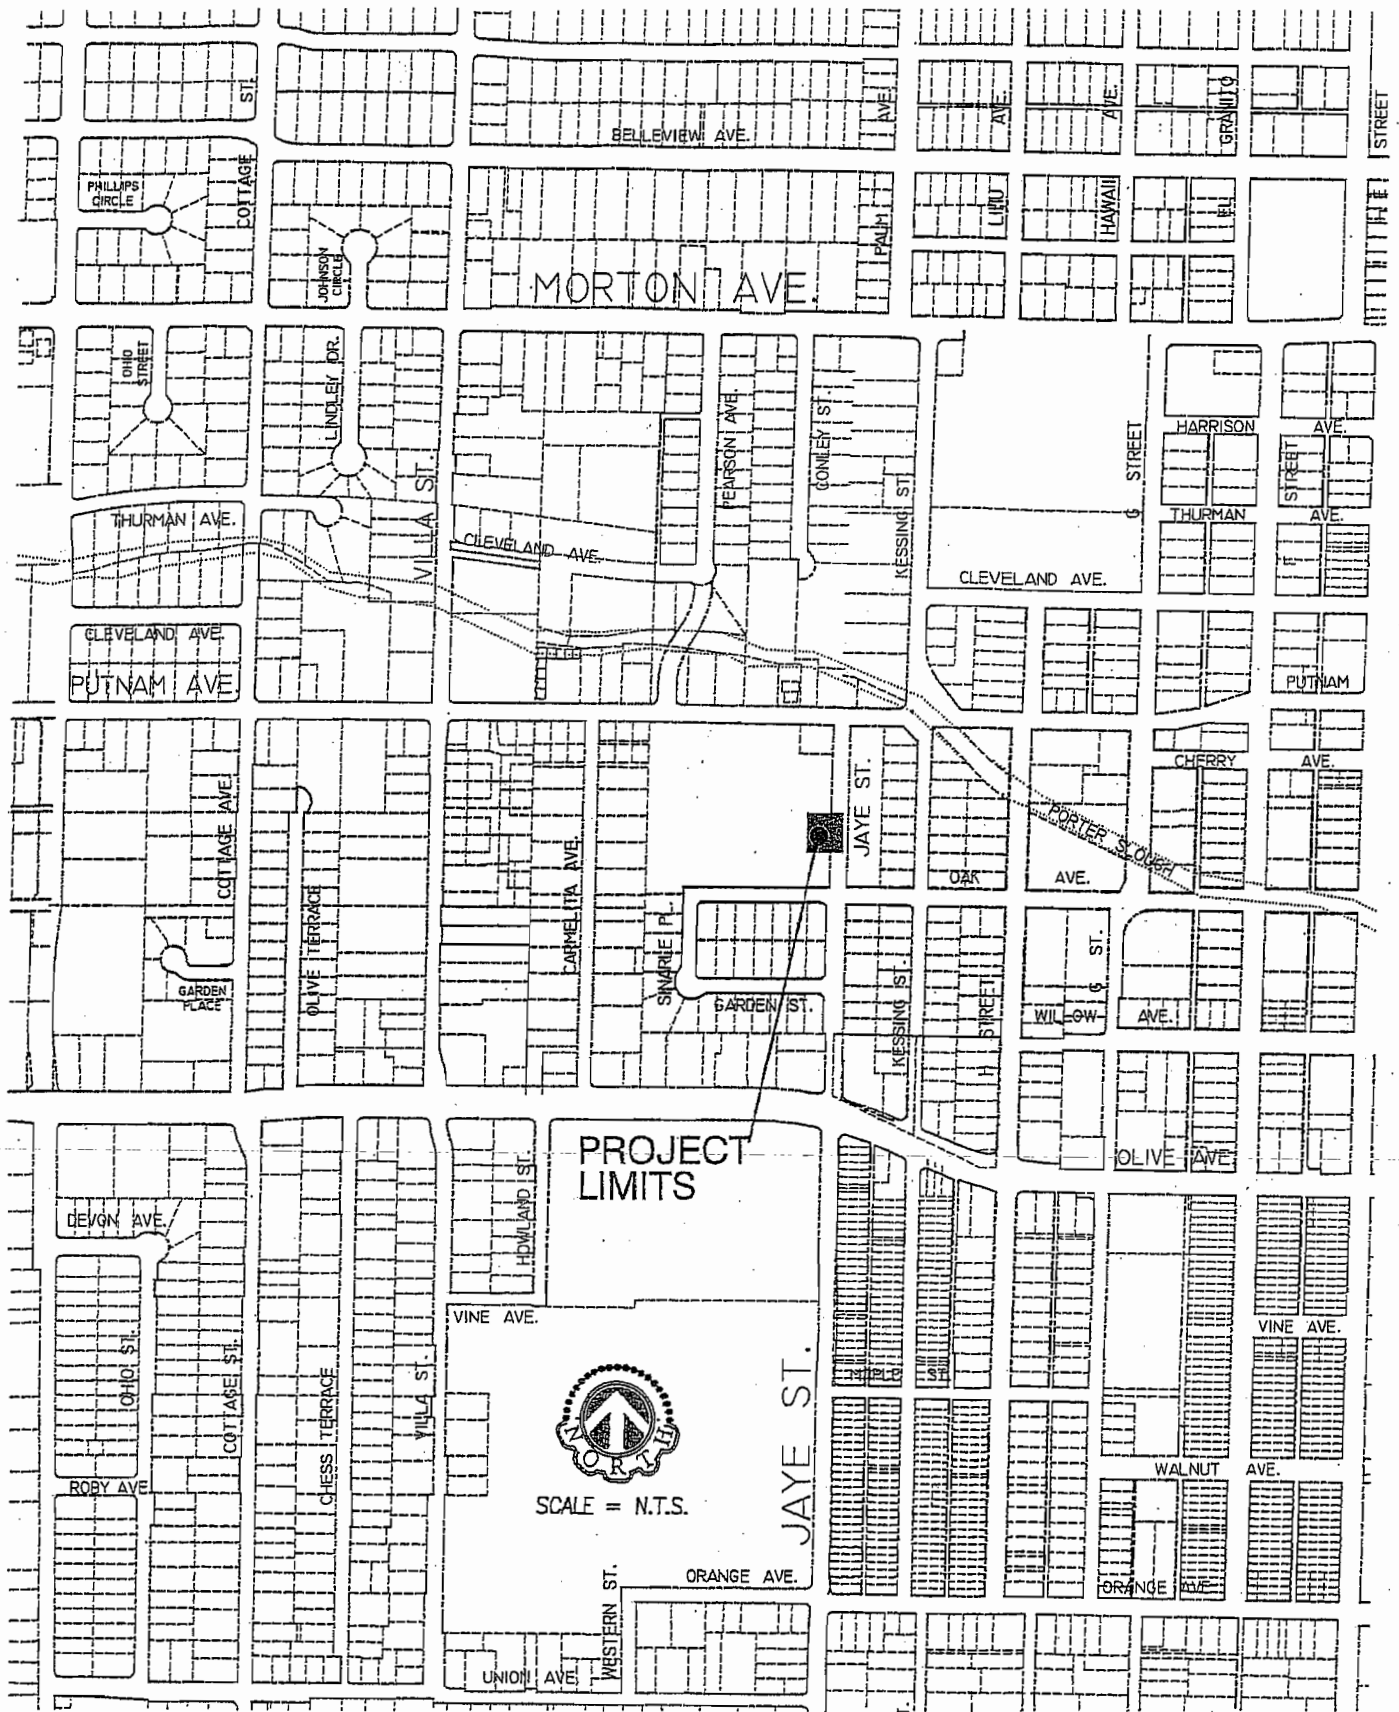 ST.
BELLEVIEW AVE.
AVE.
AVE.
AVE.
GRANITO
STREET
PHILLIPS
CIRCLE
COTTAGE
JOHNSON
CIRCLE
PALM
HAWAII
EL
MORTON AVE.
OHIO
STREET
LINDLEY DR.
VILLA ST.
PEARSON AVE.
CONLEY ST.
KESSING ST.
G STREET
HARRISON AVE.
STREET
F
THURMAN AVE.
THURMAN AVE.
CLEVELAND AVE.
CLEVELAND AVE.
CLEVELAND AVE.
PUTNAM AVE.
PUTNAM
CHERRY AVE.
COTTAGE AVE.
OLIVE TERRACE
CARMELITA AVE.
JAYE ST.
PORTER SLOUGH
OAK AVE.
SINARLE PL.
GARDEN
PLACE
GARDEN ST.
KESSING ST.
H STREET
G ST.
WILLOW AVE.
PROJECT
LIMITS
OLIVE AVE.
HOWLAND ST.
DEVON AVE.
VINE AVE.
VINE AVE.
OHIO ST.
COTTAGE ST.
CHESS TERRACE
VILLA ST.
MAPLE ST.
JAYE ST.
NORTH
SCALE = N.T.S.
WALNUT AVE.
ROBY AVE
ORANGE AVE.
ORANGE AVE
WESTERN ST.
UNION AVE
ST.